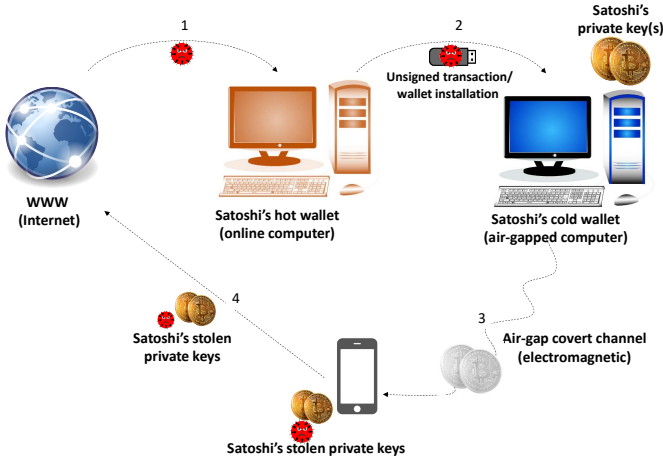 1
2
Satoshi's
private key(s)
Unsigned transaction/
wallet installation
WWW
(Internet)
Satoshi's hot wallet
(online computer)
Satoshi's cold wallet
(air-gapped computer)
4
Satoshi's stolen
private keys
3
Air-gap covert channel
(electromagnetic)
Satoshi's stolen private keys